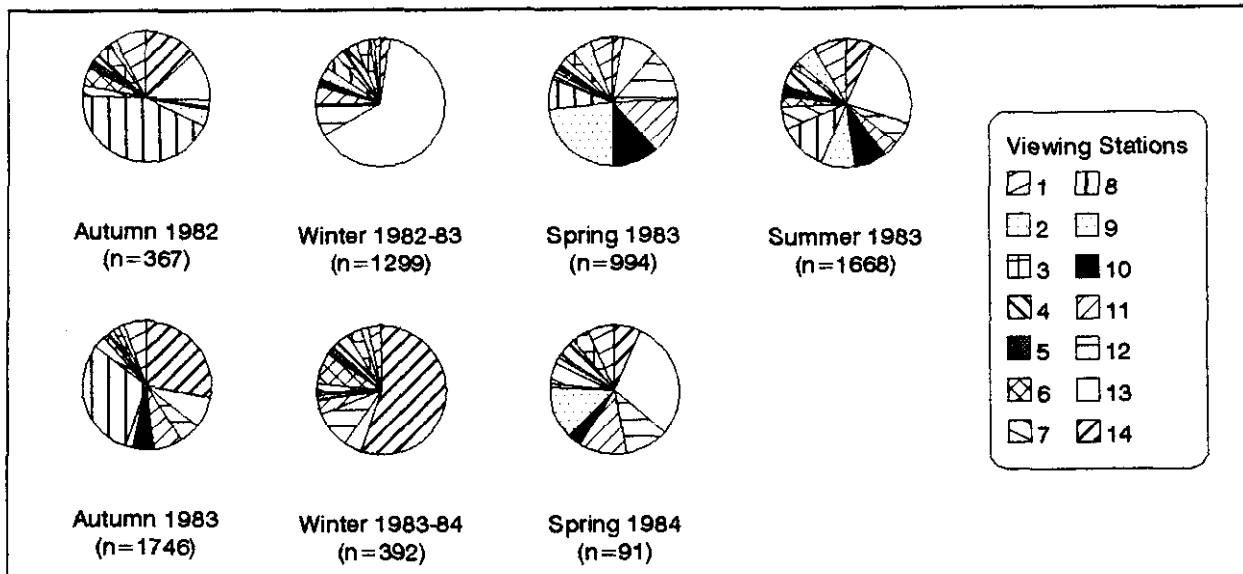 Autumn 1982
(n=367)
Winter 1982-83
(n=1299)
Spring 1983
(n=994)
Summer 1983
(n=1668)
Autumn 1983
(n=1746)
Winter 1983-84
(n=392)
Spring 1984
(n=91)
Viewing Stations
1 8
2 9
3 10
4 11
5 12
6 13
7 14